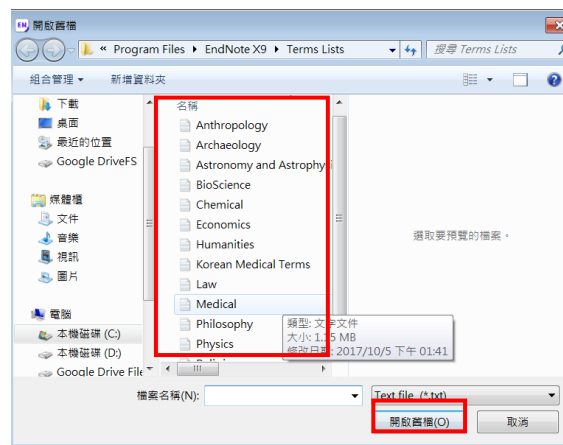 EN 開啟舊檔
« Program Files ▸ EndNote X9 ▸ Terms Lists
搜尋 Terms Lists
組合管理 新增資料夾
下載
桌面
最近的位置
Google DriveFS
媒體櫃
文件
音樂
視訊
圖片
電腦
本機磁碟 (C:)
本機磁碟 (D:)
Google Drive File
名稱
Anthropology
Archaeology
Astronomy and Astrophysi
BioScience
Chemical
Economics
Humanities
Korean Medical Terms
Law
Medical
Philosophy
Physics
類型: 文字文件
大小: 1.15 MB
修改日期: 2017/10/5 下午 01:41
選取要預覽的檔案。
檔案名稱(N):
Text file (*.txt)
開啟舊檔(O)
取消